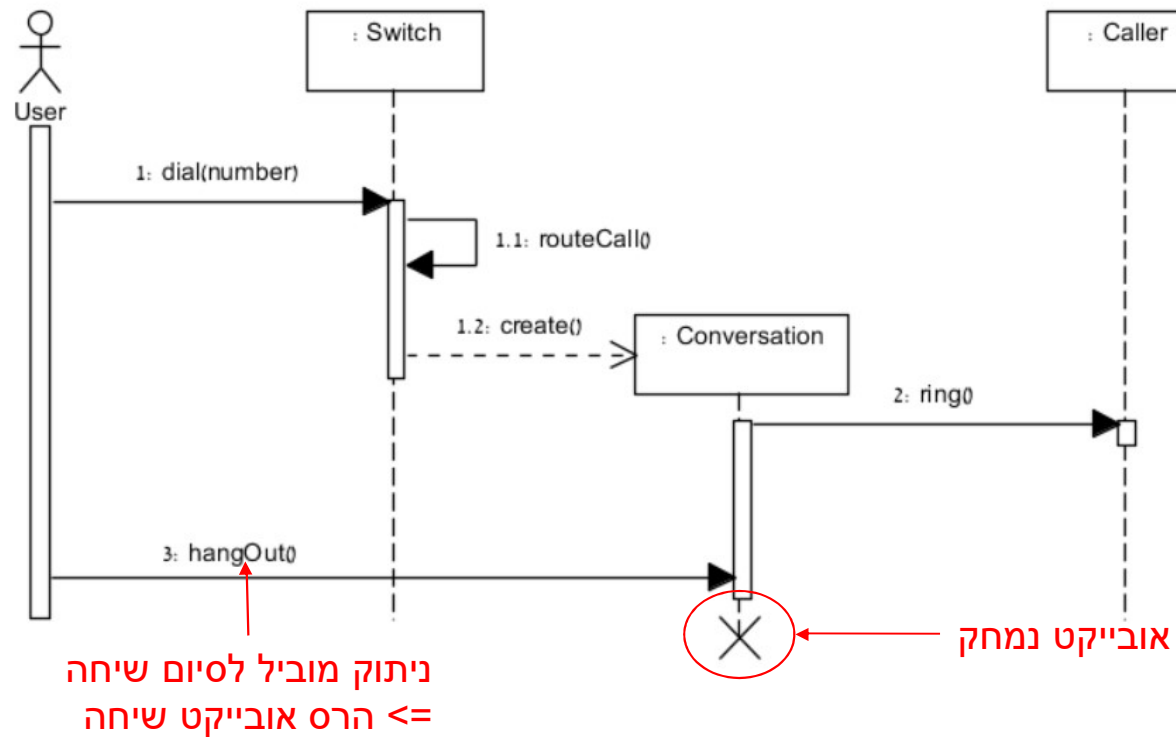 : Switch
: Caller
User
1: dial(number)
1.1: routeCall()
1.2: create()
: Conversation
2: ring()
3: hangOut()
אובייקט נמחק
ניתוק מוביל לסיום שיחה
=> הרס אובייקט שיחה